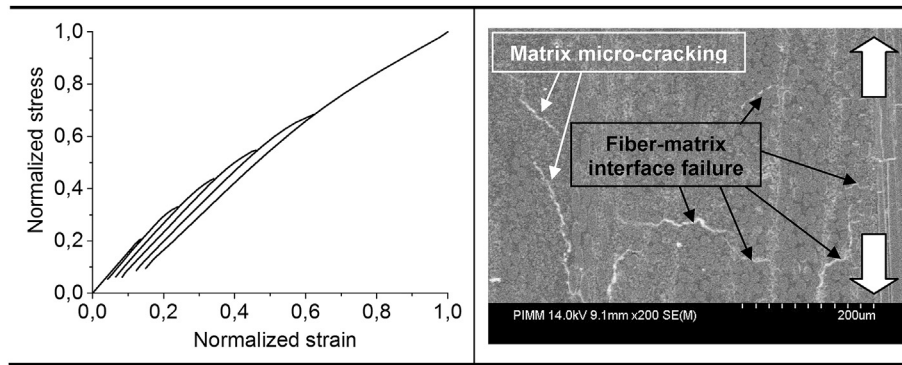 1,0
0,8
0,6
0,4
0,2
0,0
Normalized stress
0,0 0,2 0,4 0,6 0,8 1,0
Normalized strain
Matrix micro-cracking
Fiber-matrix
interface failure
PIMM 14.0kV 9.1mm x200 SE(M) 200um